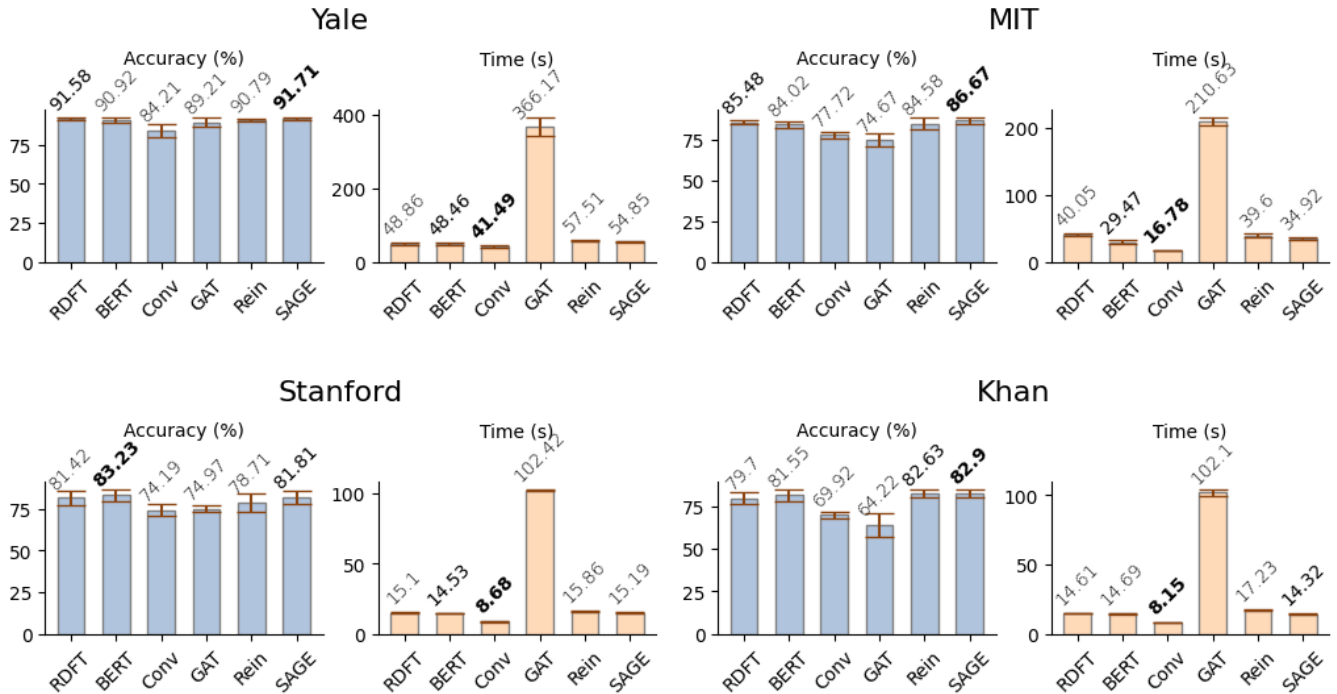 Yale
Accuracy (%)
91.58 90.92 84.21 89.21 90.79 91.71
75
50
25
0
RDFT BERT Conv GAT Rein SAGE
Time (s)
48.86 48.46 41.49 366.17 57.51 54.85
400
200
0
RDFT BERT Conv GAT Rein SAGE
MIT
Accuracy (%)
85.48 84.02 77.72 74.67 84.58 86.67
75
50
25
0
RDFT BERT Conv GAT Rein SAGE
Time (s)
40.05 29.47 16.78 210.63 39.6 34.92
200
100
0
RDFT BERT Conv GAT Rein SAGE
Stanford
Accuracy (%)
81.42 83.23 74.19 74.97 78.71 81.81
75
50
25
0
RDFT BERT Conv GAT Rein SAGE
Time (s)
15.1 14.53 8.68 102.42 15.86 15.19
100
50
0
RDFT BERT Conv GAT Rein SAGE
Khan
Accuracy (%)
79.7 81.55 69.92 64.22 82.63 82.9
75
50
25
0
RDFT BERT Conv GAT Rein SAGE
Time (s)
14.61 14.69 8.15 102.1 17.23 14.32
100
50
0
RDFT BERT Conv GAT Rein SAGE